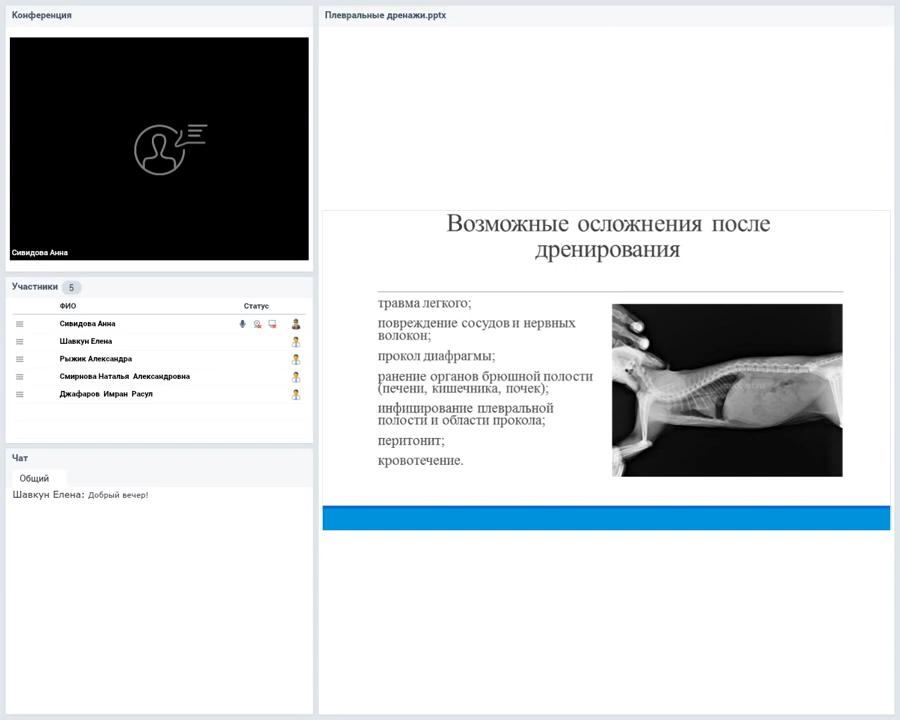 Конференция
Сивидова Анна
Участники 5
ФИО Статус
Сивидова Анна
Шавкун Елена
Рыжик Александра
Смирнова Наталья Александровна
Джафаров Имран Расул
Чат
Общий
Шавкун Елена: Добрый вечер!
Плевральные дренажи.pptx
Возможные осложнения после
дренирования
травма легкого;
повреждение сосудов и нервных
волокон;
прокол диафрагмы;
ранение органов брюшной полости
(печени, кишечника, почек);
инфицирование плевральной
полости и области прокола;
перитонит;
кровотечение.